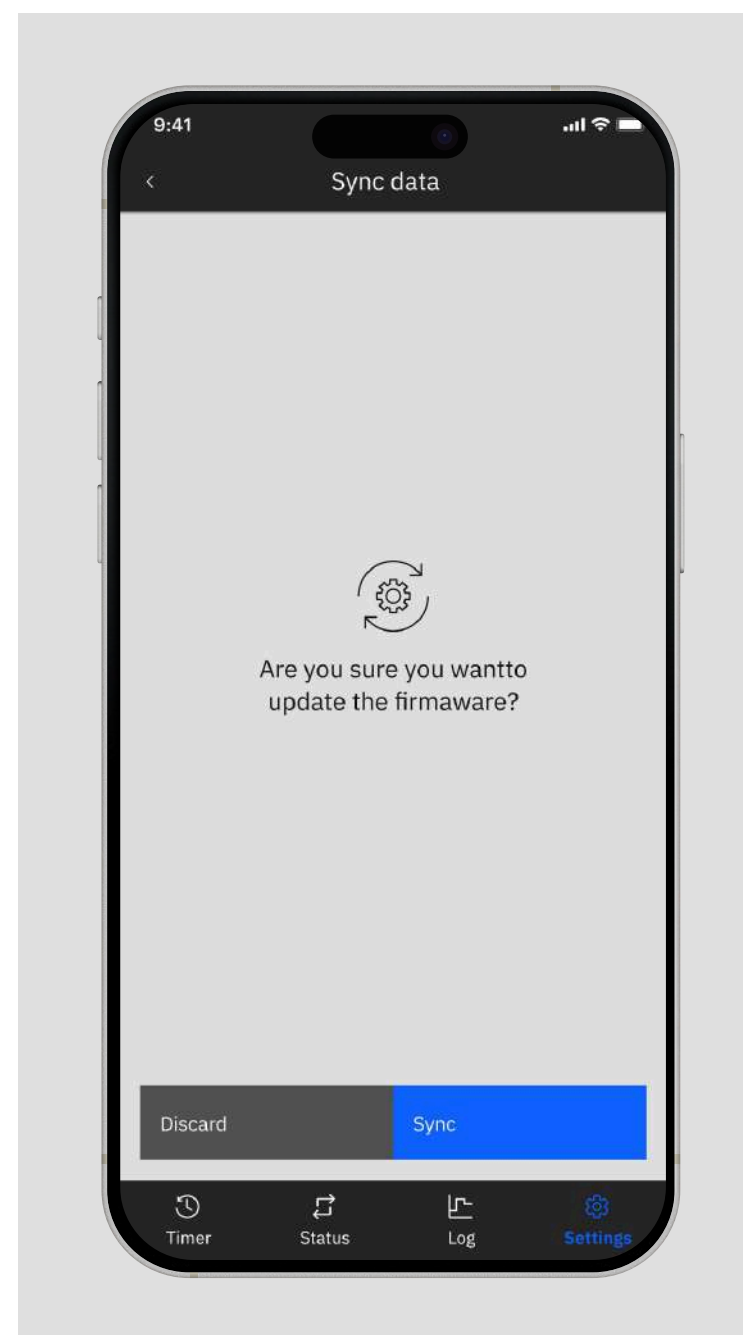 9:41
Sync data
Are you sure you wantto
update the firmaware?
Discard
Sync
Timer
Status
Log
Settings